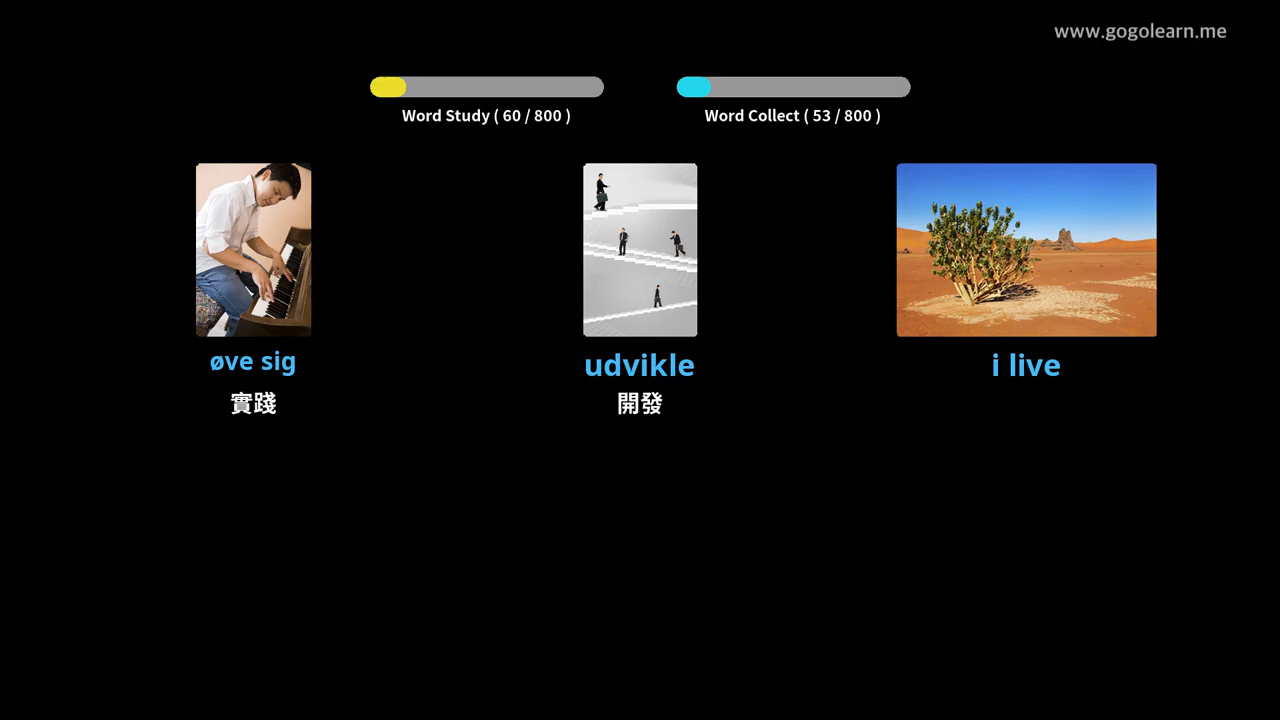 www.gogolearn.me
Word Study ( 60 / 800 )
Word Collect ( 53 / 800 )
øve sig
udvikle
i live
實踐
開發